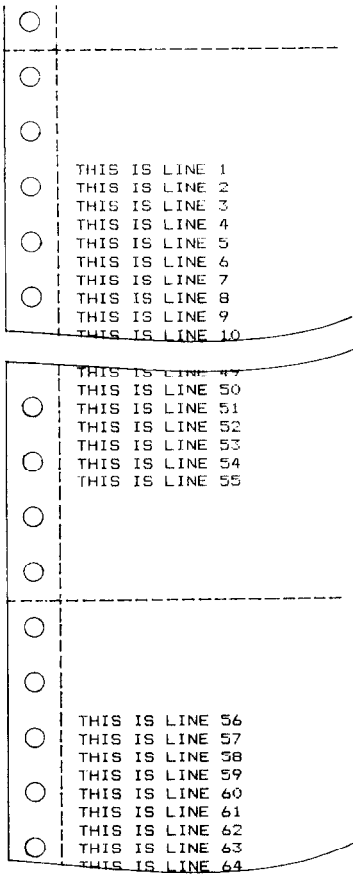 THIS IS LINE 1
THIS IS LINE 2
THIS IS LINE 3
THIS IS LINE 4
THIS IS LINE 5
THIS IS LINE 6
THIS IS LINE 7
THIS IS LINE 8
THIS IS LINE 9
THIS IS LINE 10
THIS IS LINE 49
THIS IS LINE 50
THIS IS LINE 51
THIS IS LINE 52
THIS IS LINE 53
THIS IS LINE 54
THIS IS LINE 55
THIS IS LINE 56
THIS IS LINE 57
THIS IS LINE 58
THIS IS LINE 59
THIS IS LINE 60
THIS IS LINE 61
THIS IS LINE 62
THIS IS LINE 63
THIS IS LINE 64